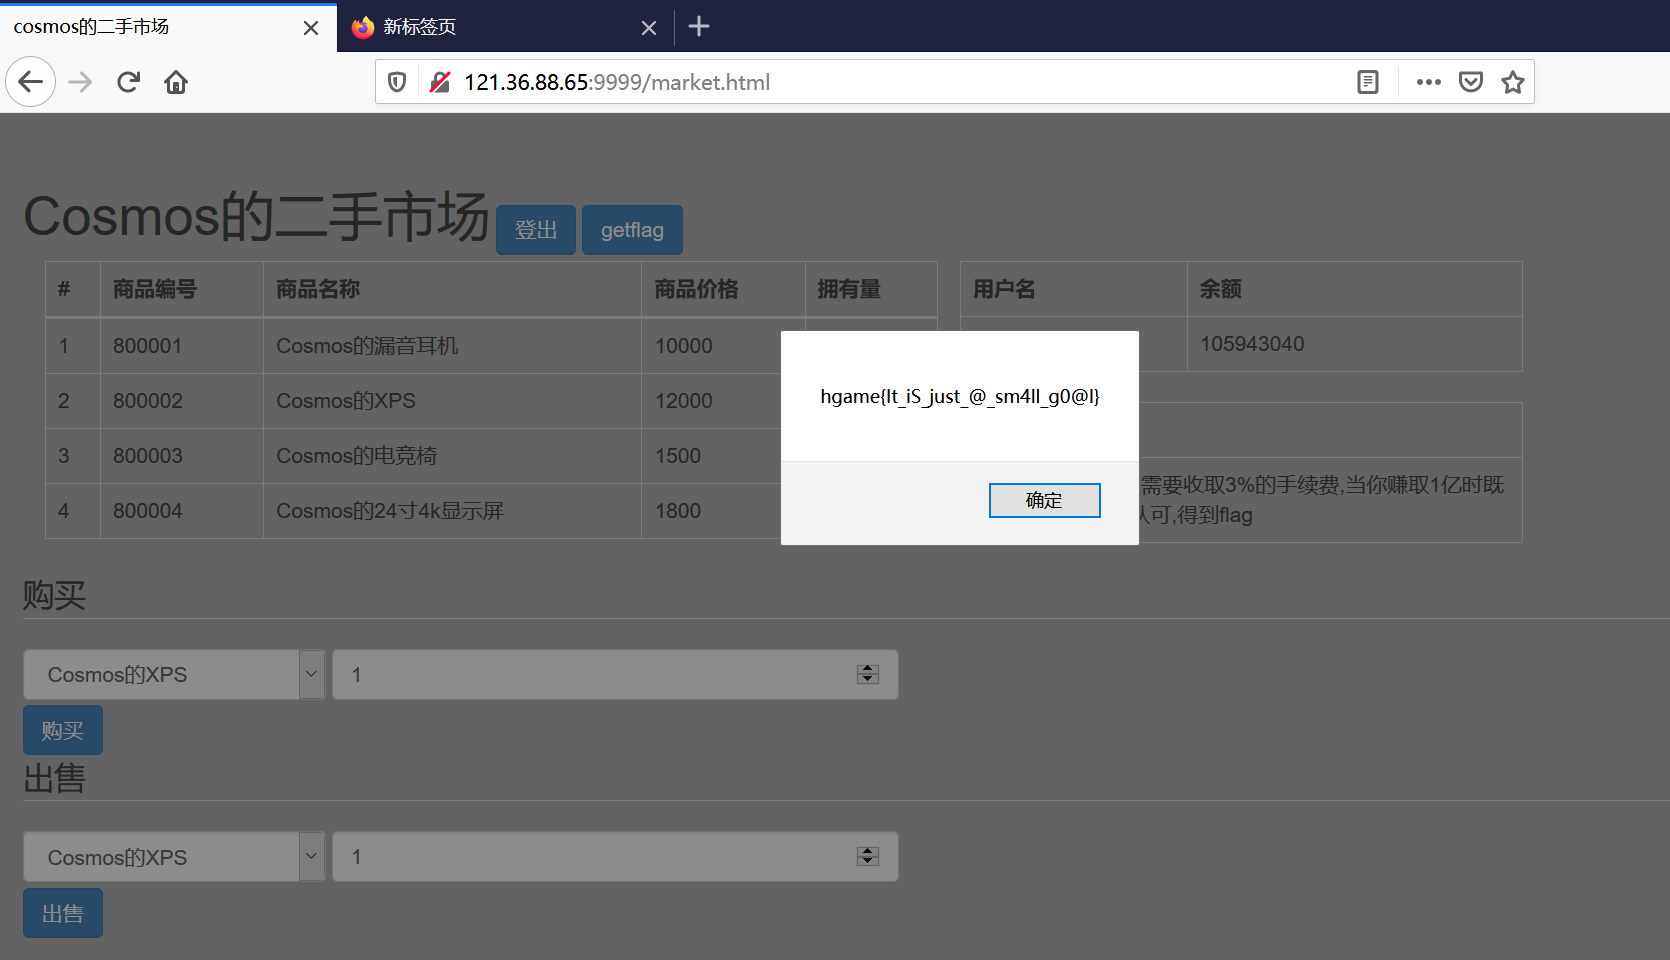 cosmos的二手市场
新标签页
121.36.88.65:9999/market.html
Cosmos的二手市场 登出 getflag
# 商品编号 商品名称 商品价格 拥有量
1 800001 Cosmos的漏音耳机 10000
2 800002 Cosmos的XPS 12000
3 800003 Cosmos的电竞椅 1500
4 800004 Cosmos的24寸4k显示屏 1800
用户名 余额
105943040
需要收取3%的手续费,当你赚取1亿时既
可,得到flag
hgame{It_iS_just_@_sm4ll_g0@l}
确定
购买
Cosmos的XPS 1
购买
出售
Cosmos的XPS 1
出售